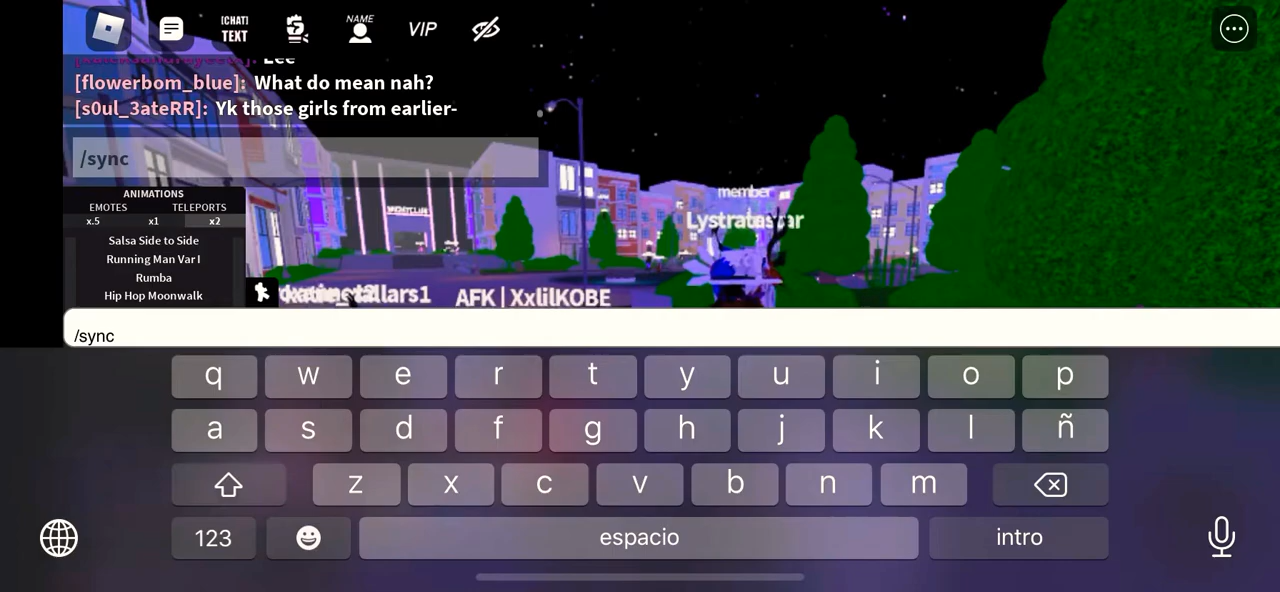 [CHAT]
TEXT
NAME
VIP
Lee
[flowerbom_blue]: What do mean nah?
[s0ul_3ateRR]: Yk those girls from earlier-
/sync
ANIMATIONS
EMOTES TELEPORTS
x.5 x1 x2
Salsa Side to Side
Running Man Var I
Rumba
Hip Hop Moonwalk
member
AFK | XxlilKOBE
/sync
q w e r t y u i o p
a s d f g h j k l ñ
z x c v b n m
123 espacio intro